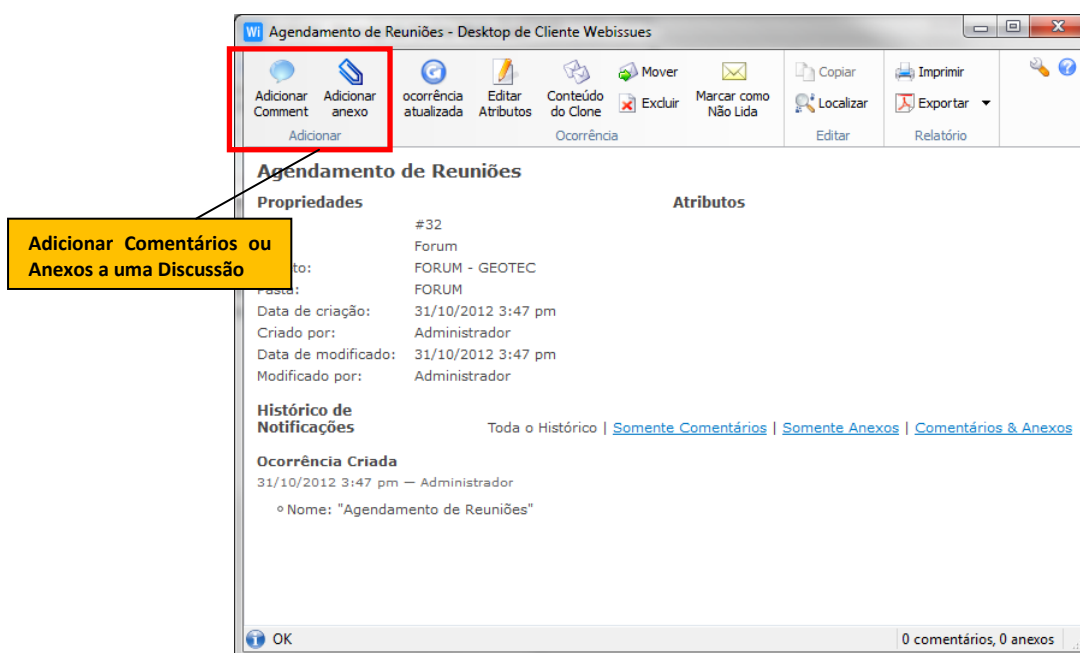 Wi Agendamento de Reuniões - Desktop de Cliente Webissues
Adicionar Comment
Adicionar anexo
Adicionar
ocorrência atualizada
Editar Atributos
Conteúdo do Clone
Mover
Excluir
Marcar como Não Lida
Ocorrência
Copiar
Localizar
Editar
Imprimir
Exportar
Relatório
Agendamento de Reuniões
Propriedades
Atributos
#32
Forum
to: FORUM - GEOTEC
FORUM
Data de criação: 31/10/2012 3:47 pm
Criado por: Administrador
Data de modificado: 31/10/2012 3:47 pm
Modificado por: Administrador
Adicionar Comentários ou
Anexos a uma Discussão
Histórico de
Notificações
Toda o Histórico | Somente Comentários | Somente Anexos | Comentários & Anexos
Ocorrência Criada
31/10/2012 3:47 pm — Administrador
Nome: "Agendamento de Reuniões"
OK
0 comentários, 0 anexos